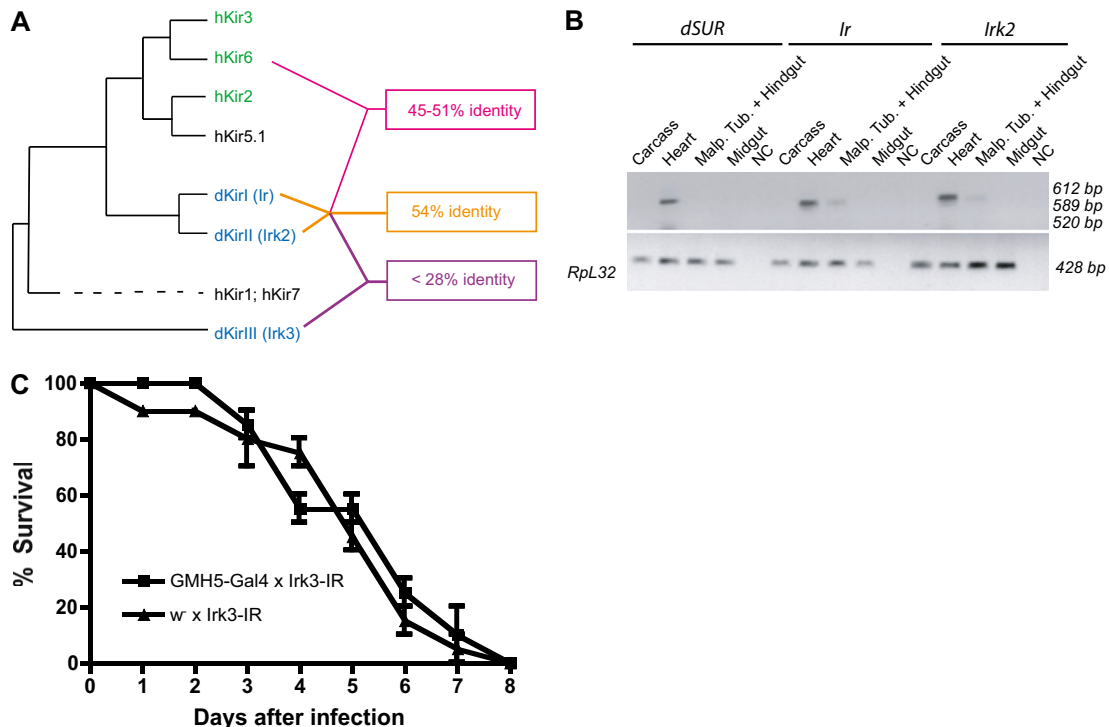 A
hKir3
hKir6
hKir2
hKir5.1
dKirI (Ir)
dKirII (Irk2)
hKir1; hKir7
dKirIII (Irk3)
45-51% identity
54% identity
< 28% identity
B
dSUR
Ir
Irk2
Carcass
Heart
Malp. Tub. + Hindgut
Midgut
NC
Carcass
Heart
Malp. Tub. + Hindgut
Midgut
NC
Carcass
Heart
Malp. Tub. + Hindgut
Midgut
NC
612 bp
589 bp
520 bp
RpL32
428 bp
C
% Survival
100
80
60
40
20
0
GMH5-Gal4 x Irk3-IR
w- x Irk3-IR
0 1 2 3 4 5 6 7 8
Days after infection